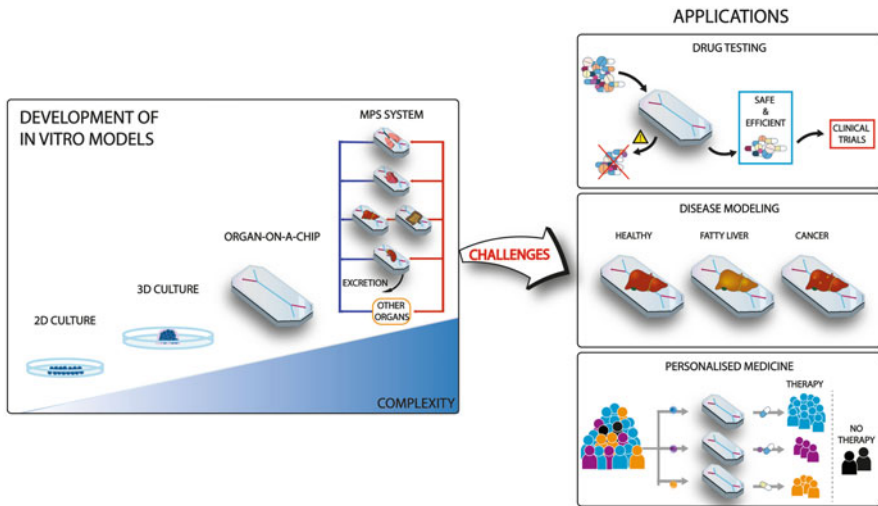 DEVELOPMENT OF
IN VITRO MODELS
MPS SYSTEM
ORGAN-ON-A-CHIP
3D CULTURE
2D CULTURE
EXCRETION
OTHER
ORGANS
COMPLEXITY
CHALLENGES
APPLICATIONS
DRUG TESTING
SAFE
&
EFFICIENT
CLINICAL
TRIALS
DISEASE MODELING
HEALTHY
FATTY LIVER
CANCER
PERSONALISED MEDICINE
THERAPY
NO
THERAPY